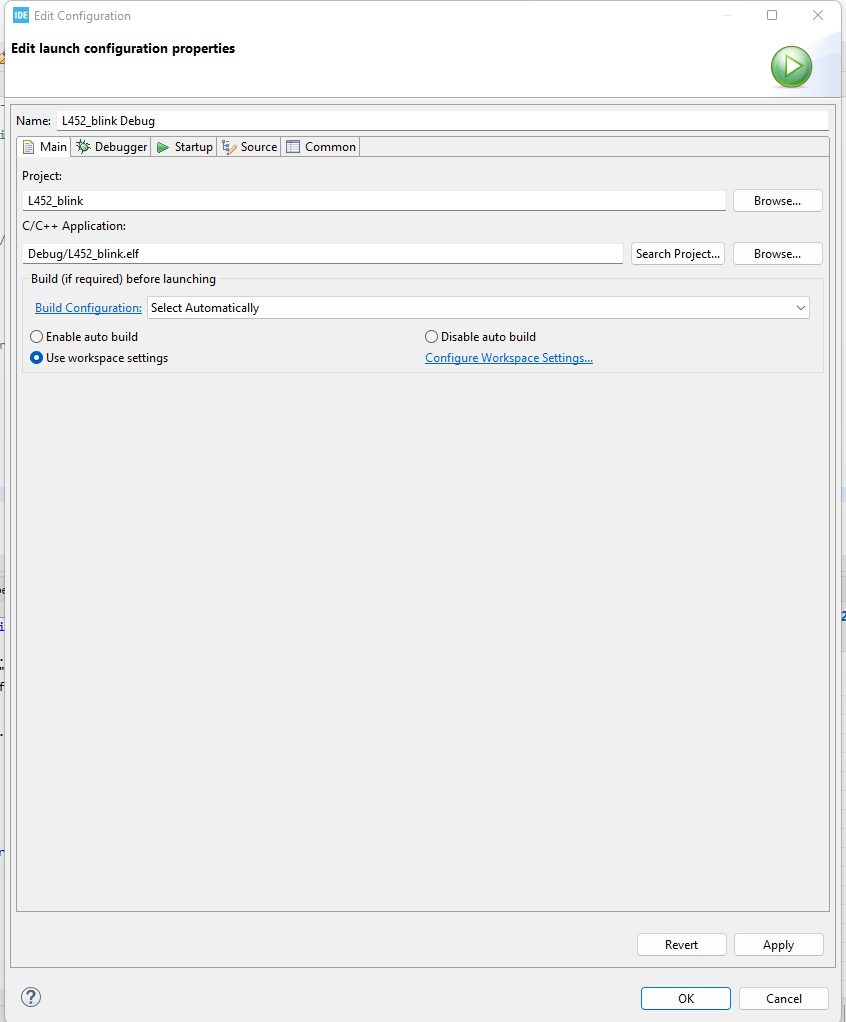 IDE Edit Configuration
Edit launch configuration properties
Name: L452_blink Debug
Main Debugger Startup Source Common
Project:
L452_blink Browse...
C/C++ Application:
Debug/L452_blink.elf Search Project... Browse...
Build (if required) before launching
Build Configuration: Select Automatically
Enable auto build Disable auto build
Use workspace settings Configure Workspace Settings...
Revert Apply
? OK Cancel